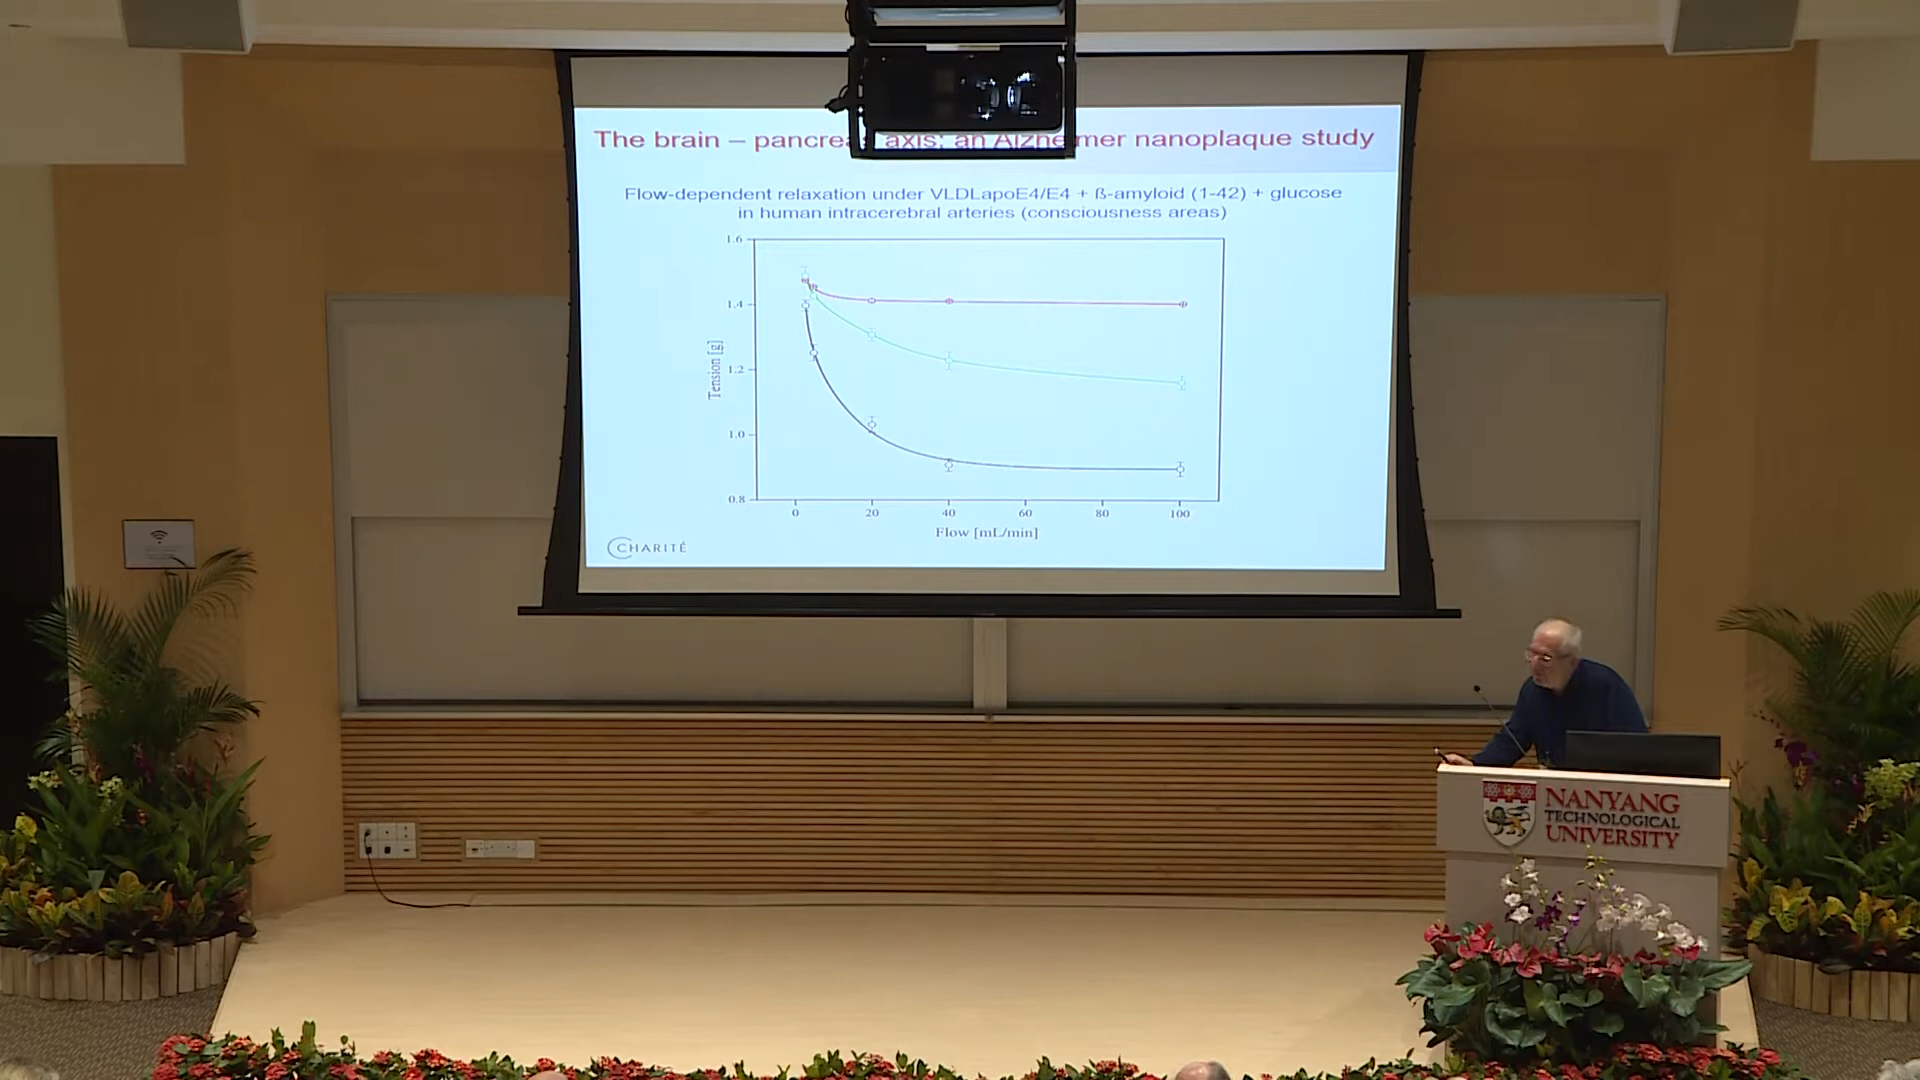 The brain – pancreas axis: an Alzheimer nanoplaque study
Flow-dependent relaxation under VLDLapoE4/E4 + ß-amyloid (1-42) + glucose
in human intracerebral arteries (consciousness areas)
1.6
1.4
1.2
1.0
0.8
Tension [g]
0 20 40 60 80 100
Flow [mL/min]
CHARITÉ
NANYANG
TECHNOLOGICAL
UNIVERSITY